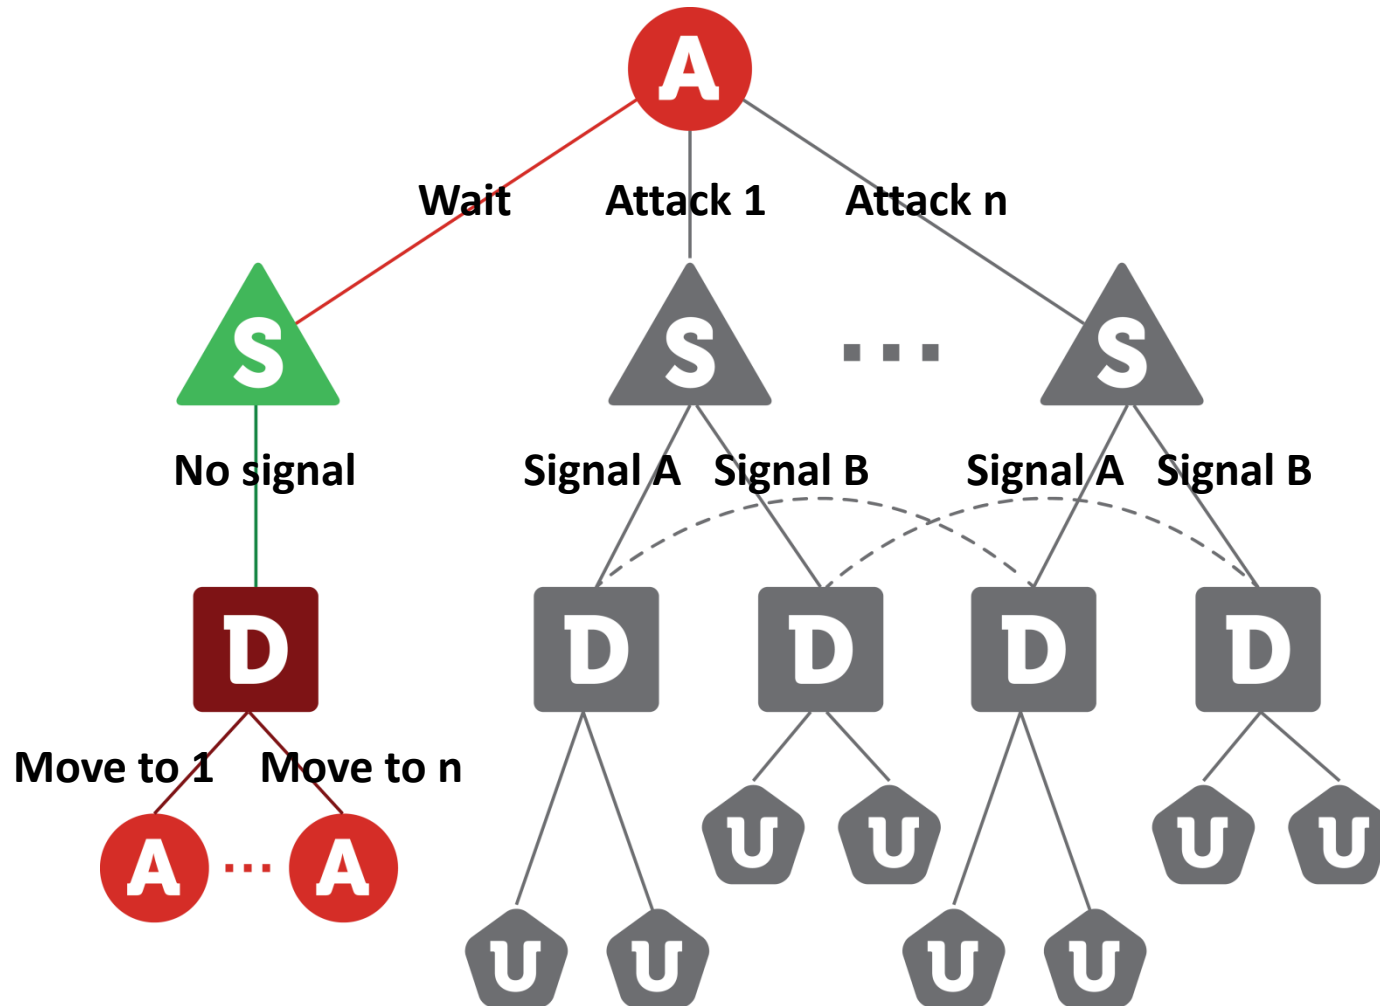 A
Wait
Attack 1
Attack n
S
S
S
No signal
Signal A
Signal B
Signal A
Signal B
D
D
D
D
D
Move to 1
Move to n
U
U
U
U
A
A
U
U
U
U